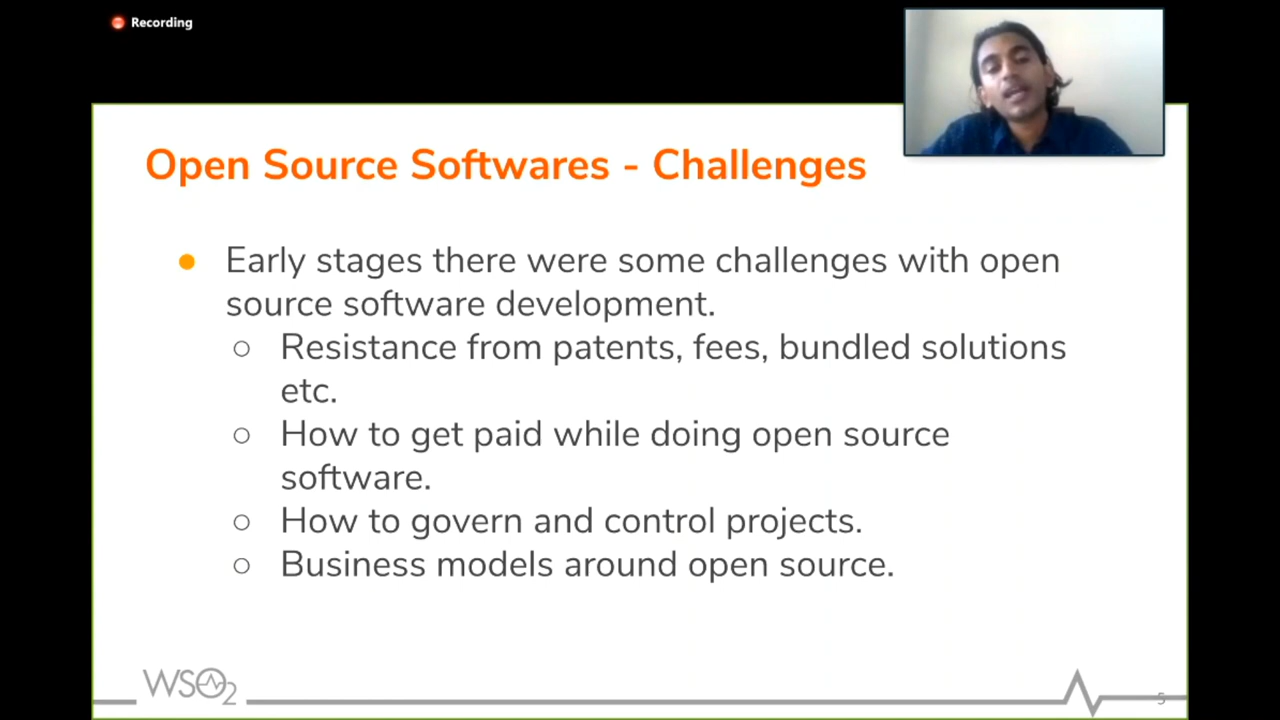 Recording
Open Source Softwares - Challenges
● Early stages there were some challenges with open
source software development.
○ Resistance from patents, fees, bundled solutions
etc.
○ How to get paid while doing open source
software.
○ How to govern and control projects.
○ Business models around open source.
WSO2
5